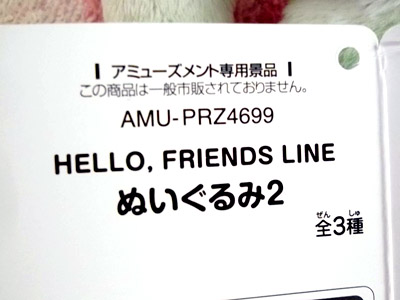 アミューズメント専用景品
この商品は一般市販されておりません。
AMU-PRZ4699
HELLO, FRIENDS LINE
ぬいぐるみ2
ぜん しゅ
全3種